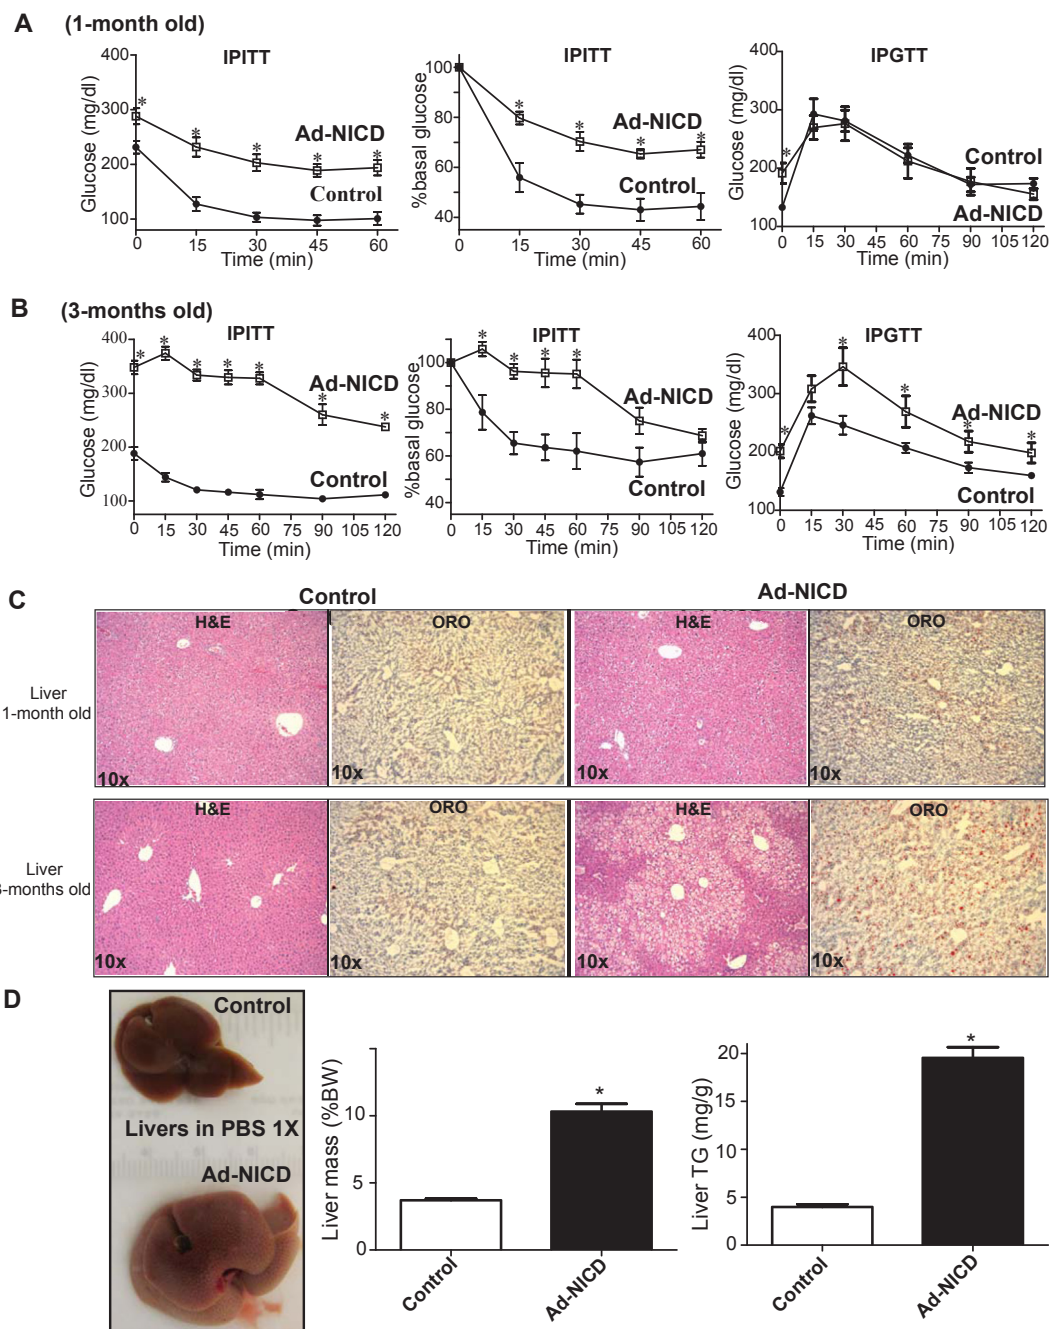 A (1-month old)
IPITT
Glucose (mg/dl)
400
300
200
100
*
*
*
*
*
Ad-NICD
Control
0 15 30 45 60
Time (min)
IPITT
%basal glucose
100
80
60
40
*
*
*
*
Ad-NICD
Control
0 15 30 45 60
Time (min)
IPGTT
Glucose (mg/dl)
400
300
200
100
*
Control
Ad-NICD
0 15 30 45 60 75 90 105 120
Time (min)
B (3-months old)
IPITT
Glucose (mg/dl)
400
300
200
100
*
*
*
*
*
*
*
Ad-NICD
Control
0 15 30 45 60 75 90 105 120
Time (min)
IPITT
%basal glucose
100
80
60
40
*
*
*
*
Ad-NICD
Control
0 15 30 45 60 75 90 105 120
Time (min)
IPGTT
Glucose (mg/dl)
400
300
200
100
*
*
*
*
*
Ad-NICD
Control
0 15 30 45 60 75 90 105 120
Time (min)
C
Control
Ad-NICD
Liver
1-month old
H&E
10x
ORO
10x
H&E
10x
ORO
10x
Liver
-months old
H&E
10x
ORO
10x
H&E
10x
ORO
10x
D
Control
Livers in PBS 1X
Ad-NICD
Liver mass (%BW)
10
5
0
*
Control
Ad-NICD
Liver TG (mg/g)
20
15
10
5
0
*
Control
Ad-NICD